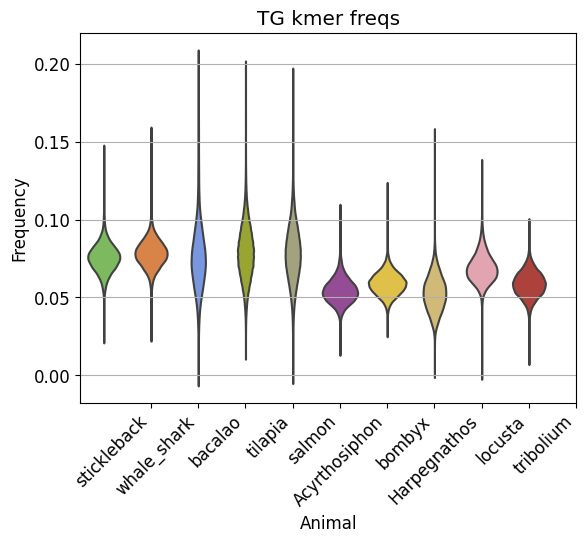 TG kmer freqs
Frequency
0.20
0.15
0.10
0.05
0.00
stickleback
whale_shark
bacalao
tilapia
salmon
Acyrthosiphon
bombyx
Harpegnathos
locusta
tribolium
Animal